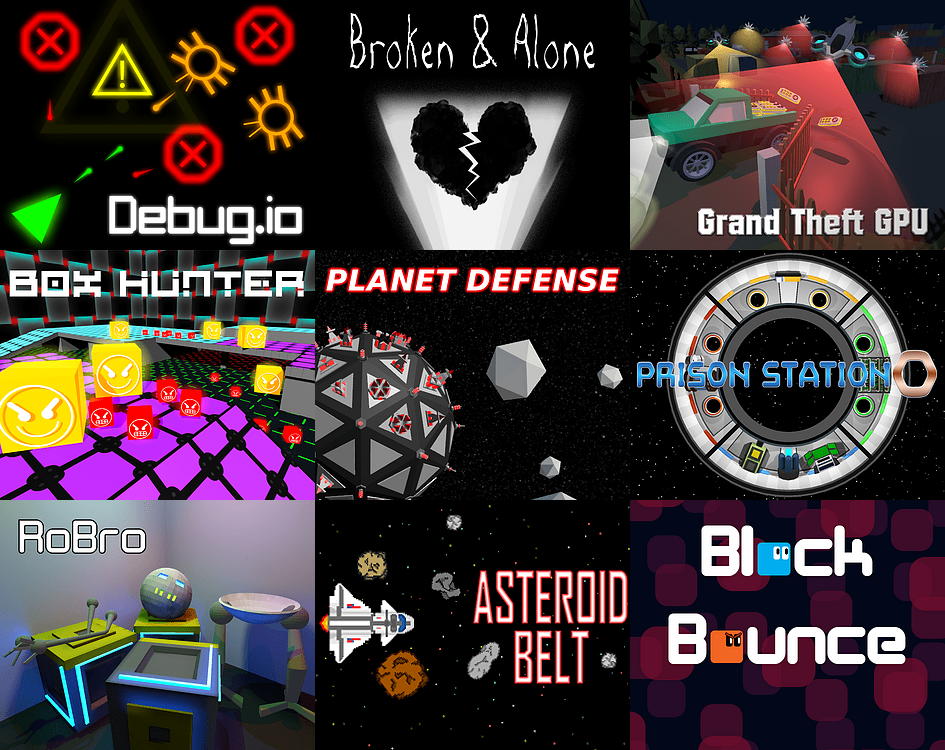 !
Debug.io
Broken & Alone
Grand Theft GPU
BOX HUNTER
PLANET DEFENSE
PRISON STATION
RoBro
ASTEROID
BELT
Block
Bounce